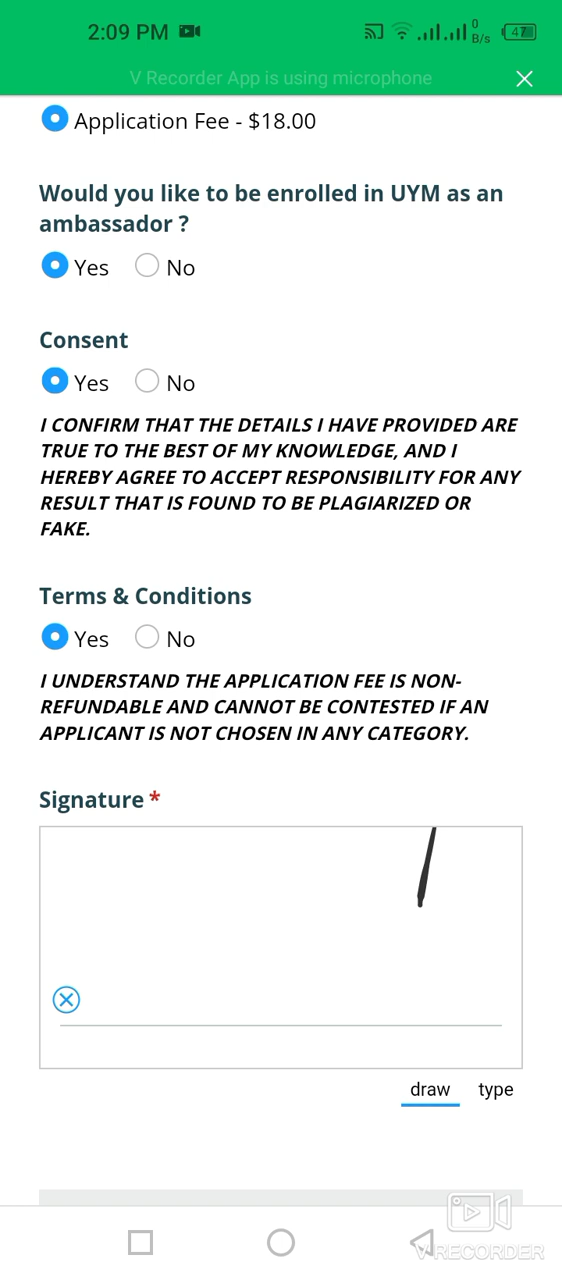 2:09 PM
0
B/s
47
V Recorder App is using microphone
Application Fee - $18.00
Would you like to be enrolled in UYM as an
ambassador ?
Yes No
Consent
Yes No
I CONFIRM THAT THE DETAILS I HAVE PROVIDED ARE
TRUE TO THE BEST OF MY KNOWLEDGE, AND I
HEREBY AGREE TO ACCEPT RESPONSIBILITY FOR ANY
RESULT THAT IS FOUND TO BE PLAGIARIZED OR
FAKE.
Terms & Conditions
Yes No
I UNDERSTAND THE APPLICATION FEE IS NON-
REFUNDABLE AND CANNOT BE CONTESTED IF AN
APPLICANT IS NOT CHOSEN IN ANY CATEGORY.
Signature *
draw type
VRECORDER